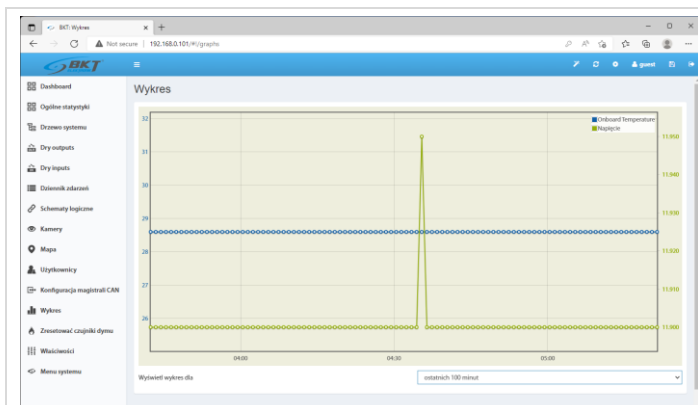 BKT: Wykres
Not secure | 192.168.0.101/#!/graphs
BKT
guest
Dashboard
Ogólne statystyki
Drzewo systemu
Dry outputs
Dry inputs
Dziennik zdarzeń
Schematy logiczne
Kamery
Mapa
Użytkownicy
Konfiguracja magistrali CAN
Wykres
Zresetować czujniki dymu
Właściwości
Menu systemu
Wykres
32
31
30
29
28
27
26
Onboard Temperature
Napięcie
11.950
11.940
11.930
11.920
11.910
11.900
04:00
04:30
05:00
Wyświetl wykres dla
ostatnich 100 minut